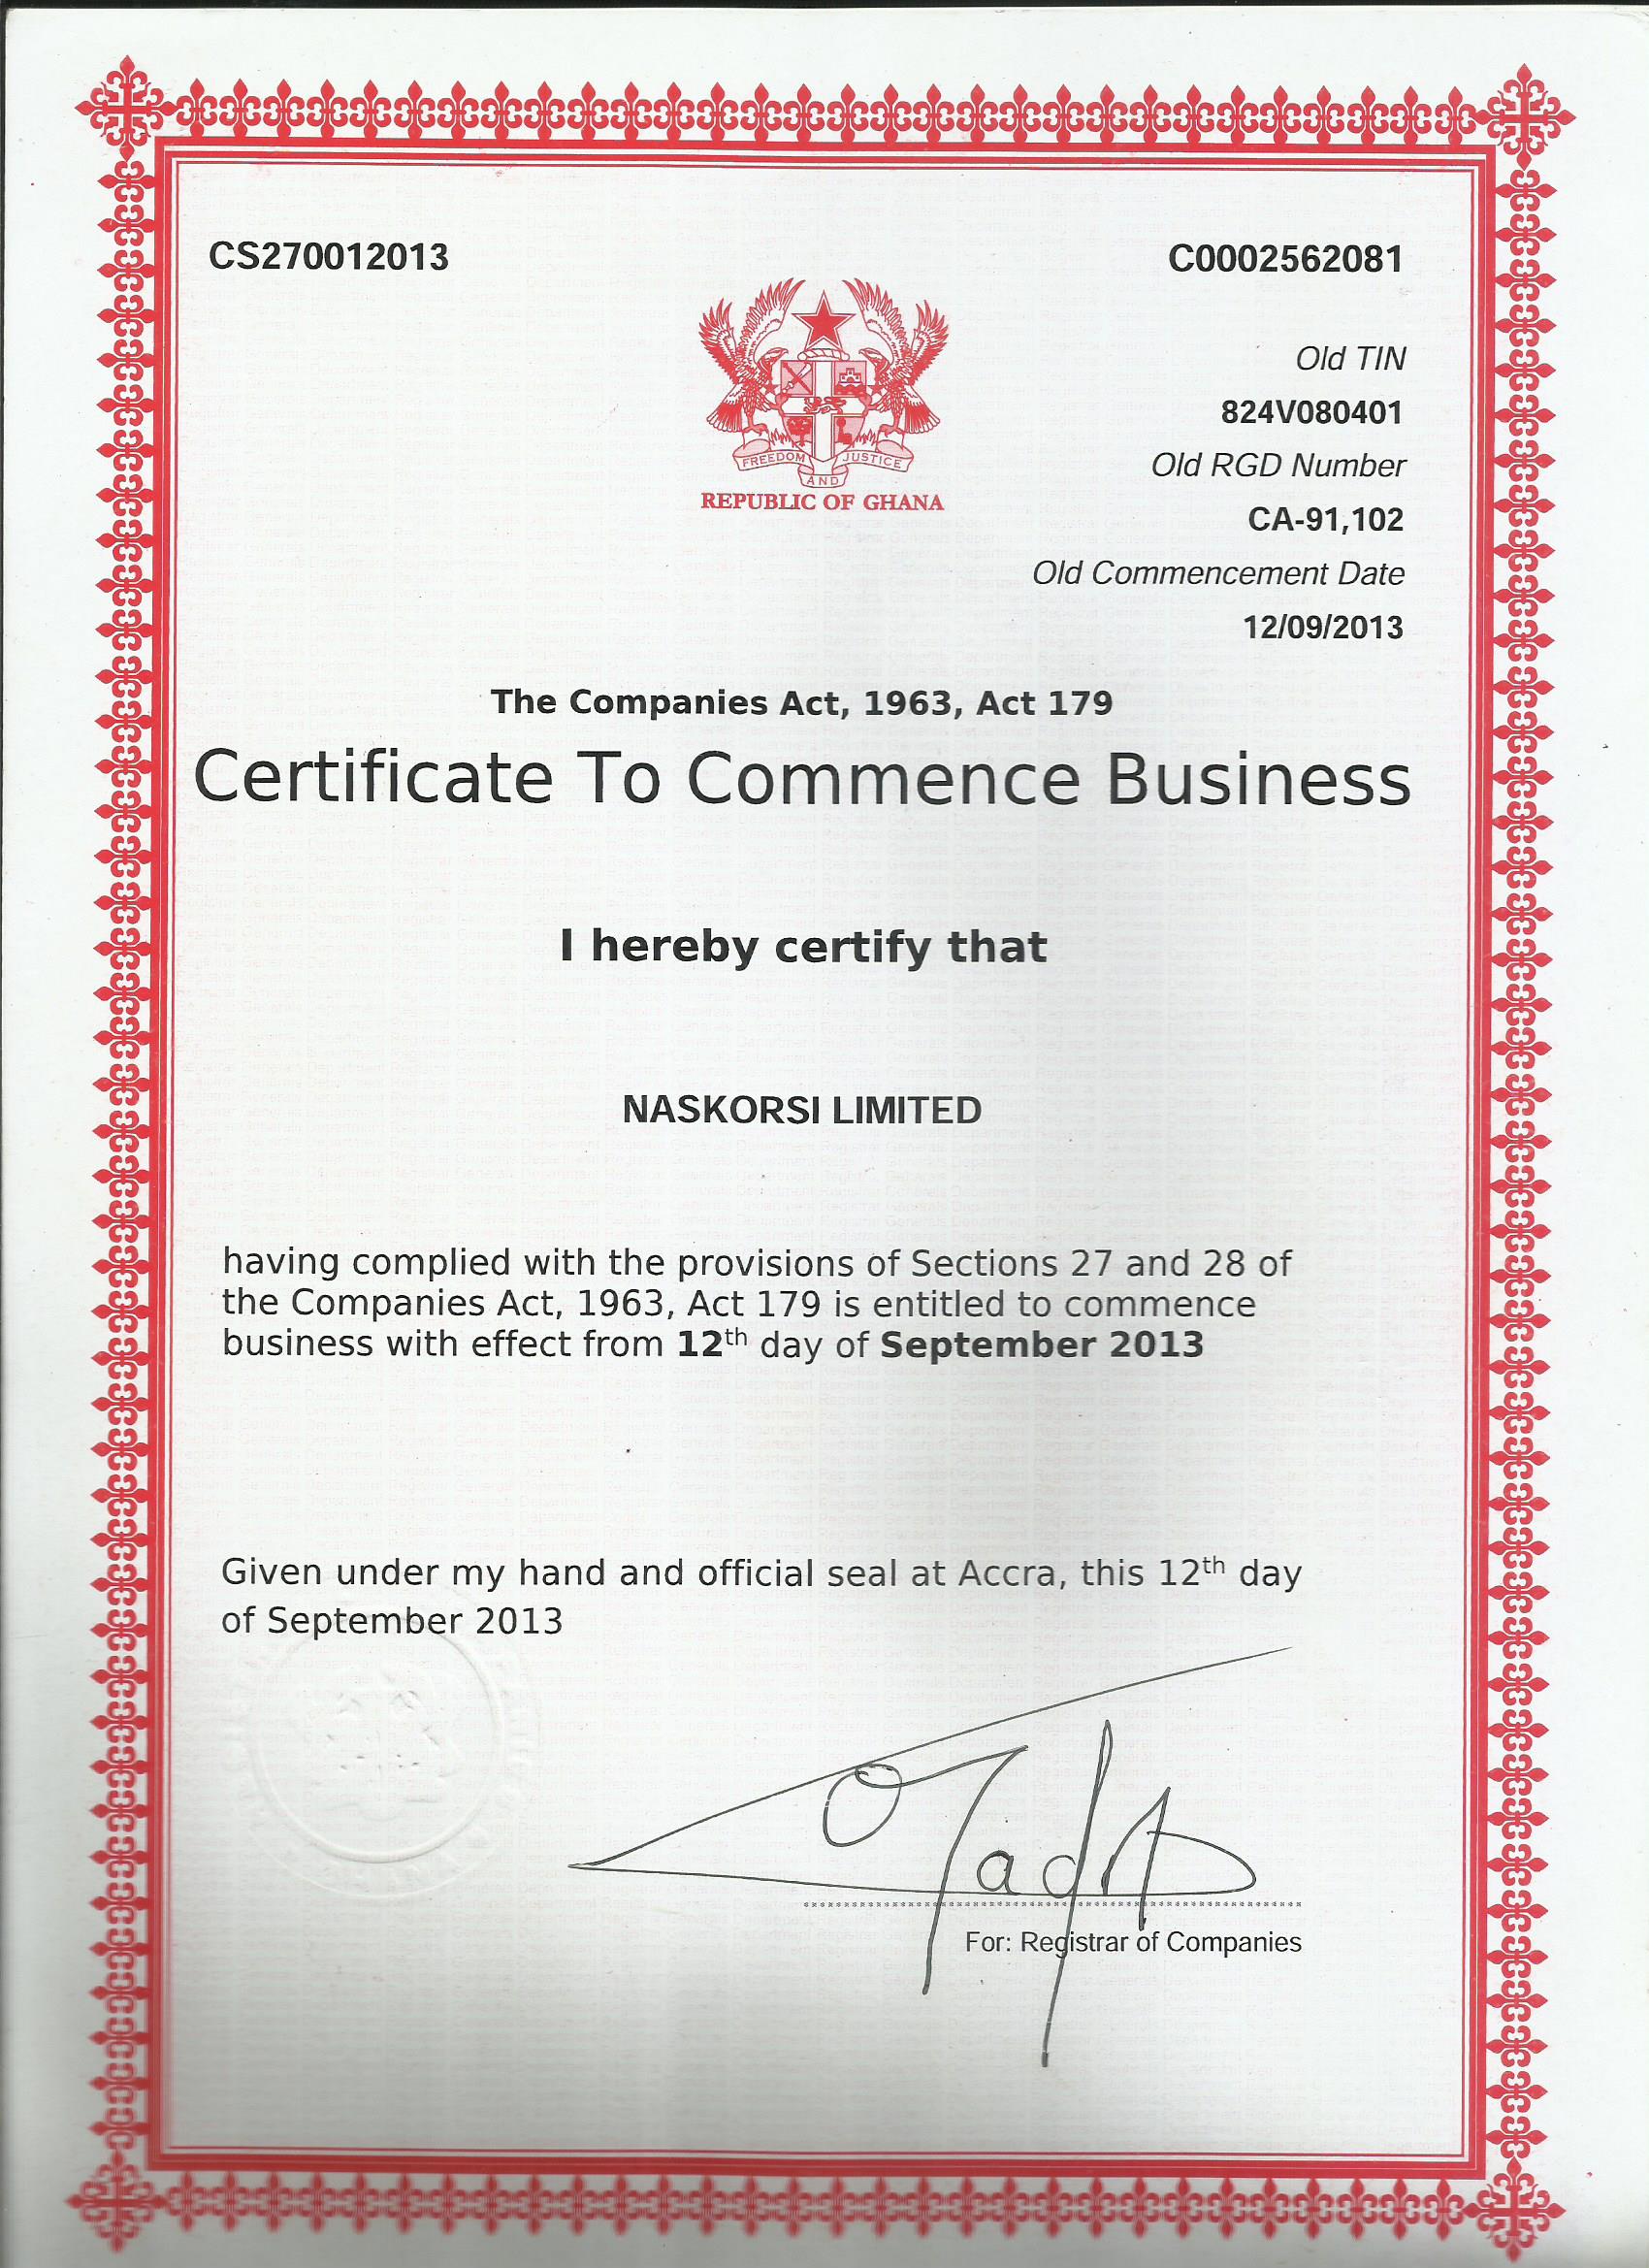 CS270012013
C0002562081
Old TIN
824V080401
Old RGD Number
CA-91,102
Old Commencement Date
12/09/2013
FREEDOM AND JUSTICE
REPUBLIC OF GHANA
The Companies Act, 1963, Act 179
Certificate To Commence Business
I hereby certify that
NASKORSI LIMITED
having complied with the provisions of Sections 27 and 28 of
the Companies Act, 1963, Act 179 is entitled to commence
business with effect from 12th day of September 2013
Given under my hand and official seal at Accra, this 12th day
of September 2013
For: Registrar of Companies